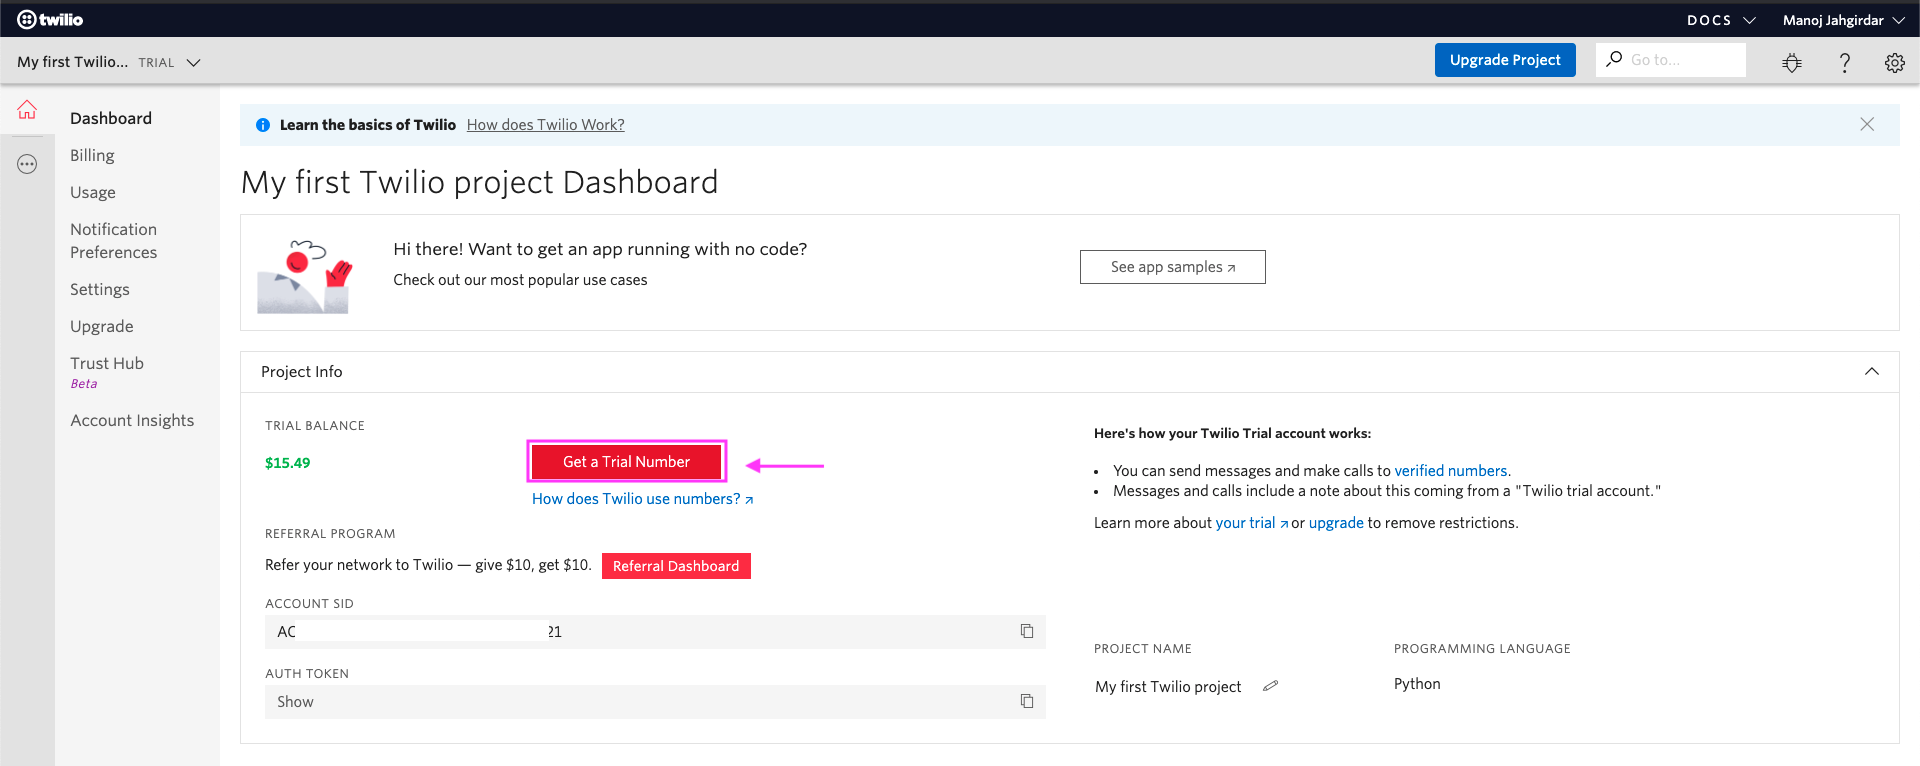 twilio
DOCS
Manoj Jahgirdar
My first Twilio... TRIAL
Upgrade Project
Go to...
Dashboard
Billing
Usage
Notification
Preferences
Settings
Upgrade
Trust Hub
Beta
Account Insights
Learn the basics of Twilio How does Twilio Work?
My first Twilio project Dashboard
Hi there! Want to get an app running with no code?
Check out our most popular use cases
See app samples ↗
Project Info
TRIAL BALANCE
$15.49
Get a Trial Number
How does Twilio use numbers? ↗
REFERRAL PROGRAM
Refer your network to Twilio — give $10, get $10. Referral Dashboard
ACCOUNT SID
AC 21
AUTH TOKEN
Show
Here's how your Twilio Trial account works:
• You can send messages and make calls to verified numbers.
• Messages and calls include a note about this coming from a "Twilio trial account."
Learn more about your trial ↗ or upgrade to remove restrictions.
PROJECT NAME
My first Twilio project
PROGRAMMING LANGUAGE
Python